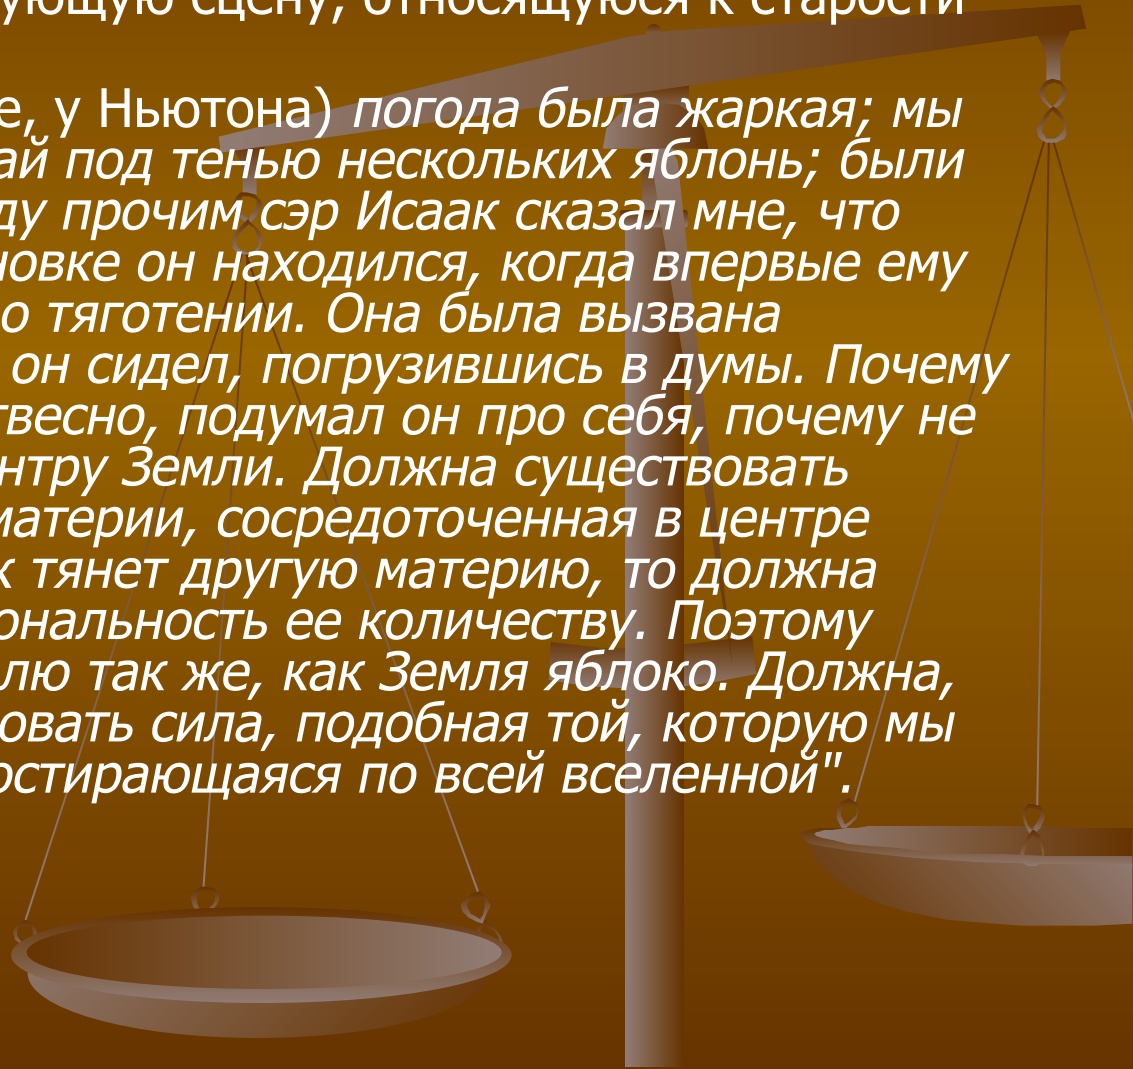 ующую сцену, относящуюся к старости
е, у Ньютона) погода была жаркая; мы
ай под тенью нескольких яблонь; были
ду прочим сэр Исаак сказал мне, что
новке он находился, когда впервые ему
о тяготении. Она была вызвана
он сидел, погрузившись в думы. Почему
твесно, подумал он про себя, почему не
нтру Земли. Должна существовать
материи, сосредоточенная в центре
к тянет другую материю, то должна
ональность ее количеству. Поэтому
лю так же, как Земля яблоко. Должна,
овать сила, подобная той, которую мы
остирающаяся по всей вселенной".